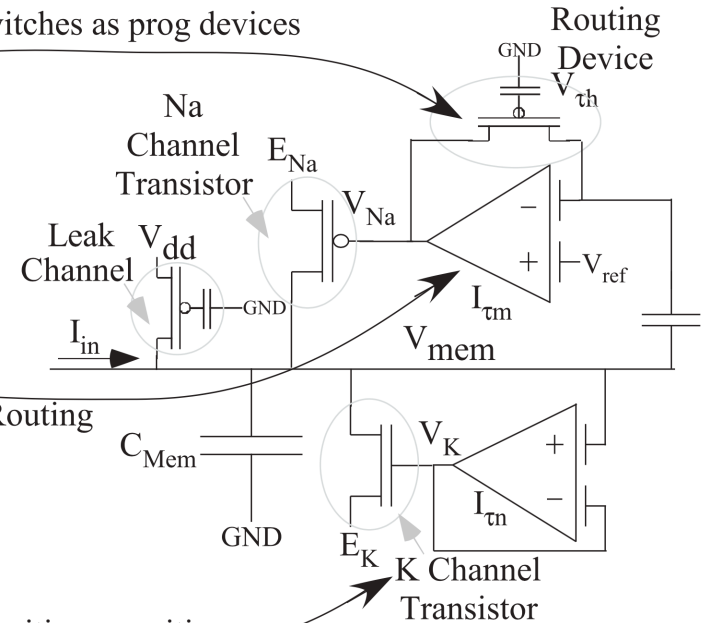 witches as prog devices
Routing
Device
GND
Vτh
Na
Channel
Transistor
ENa
VNa
Leak
Channel
Vdd
GND
−
+
Vref
Iτm
Iin
Vmem
Routing
CMem
GND
VK
+
−
Iτn
EK
K Channel
Transistor